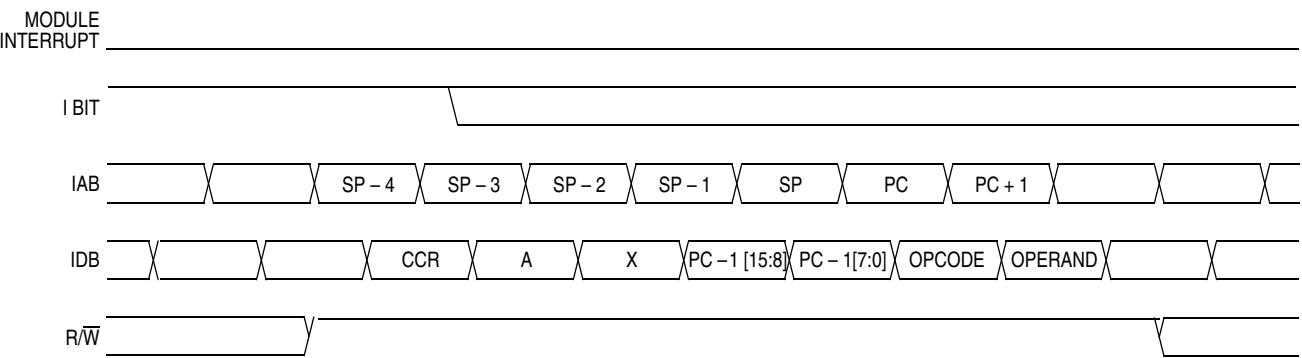 MODULE
INTERRUPT
I BIT
IAB SP – 4 SP – 3 SP – 2 SP – 1 SP PC PC + 1
IDB CCR A X PC –1 [15:8] PC – 1[7:0] OPCODE OPERAND
R/W̅